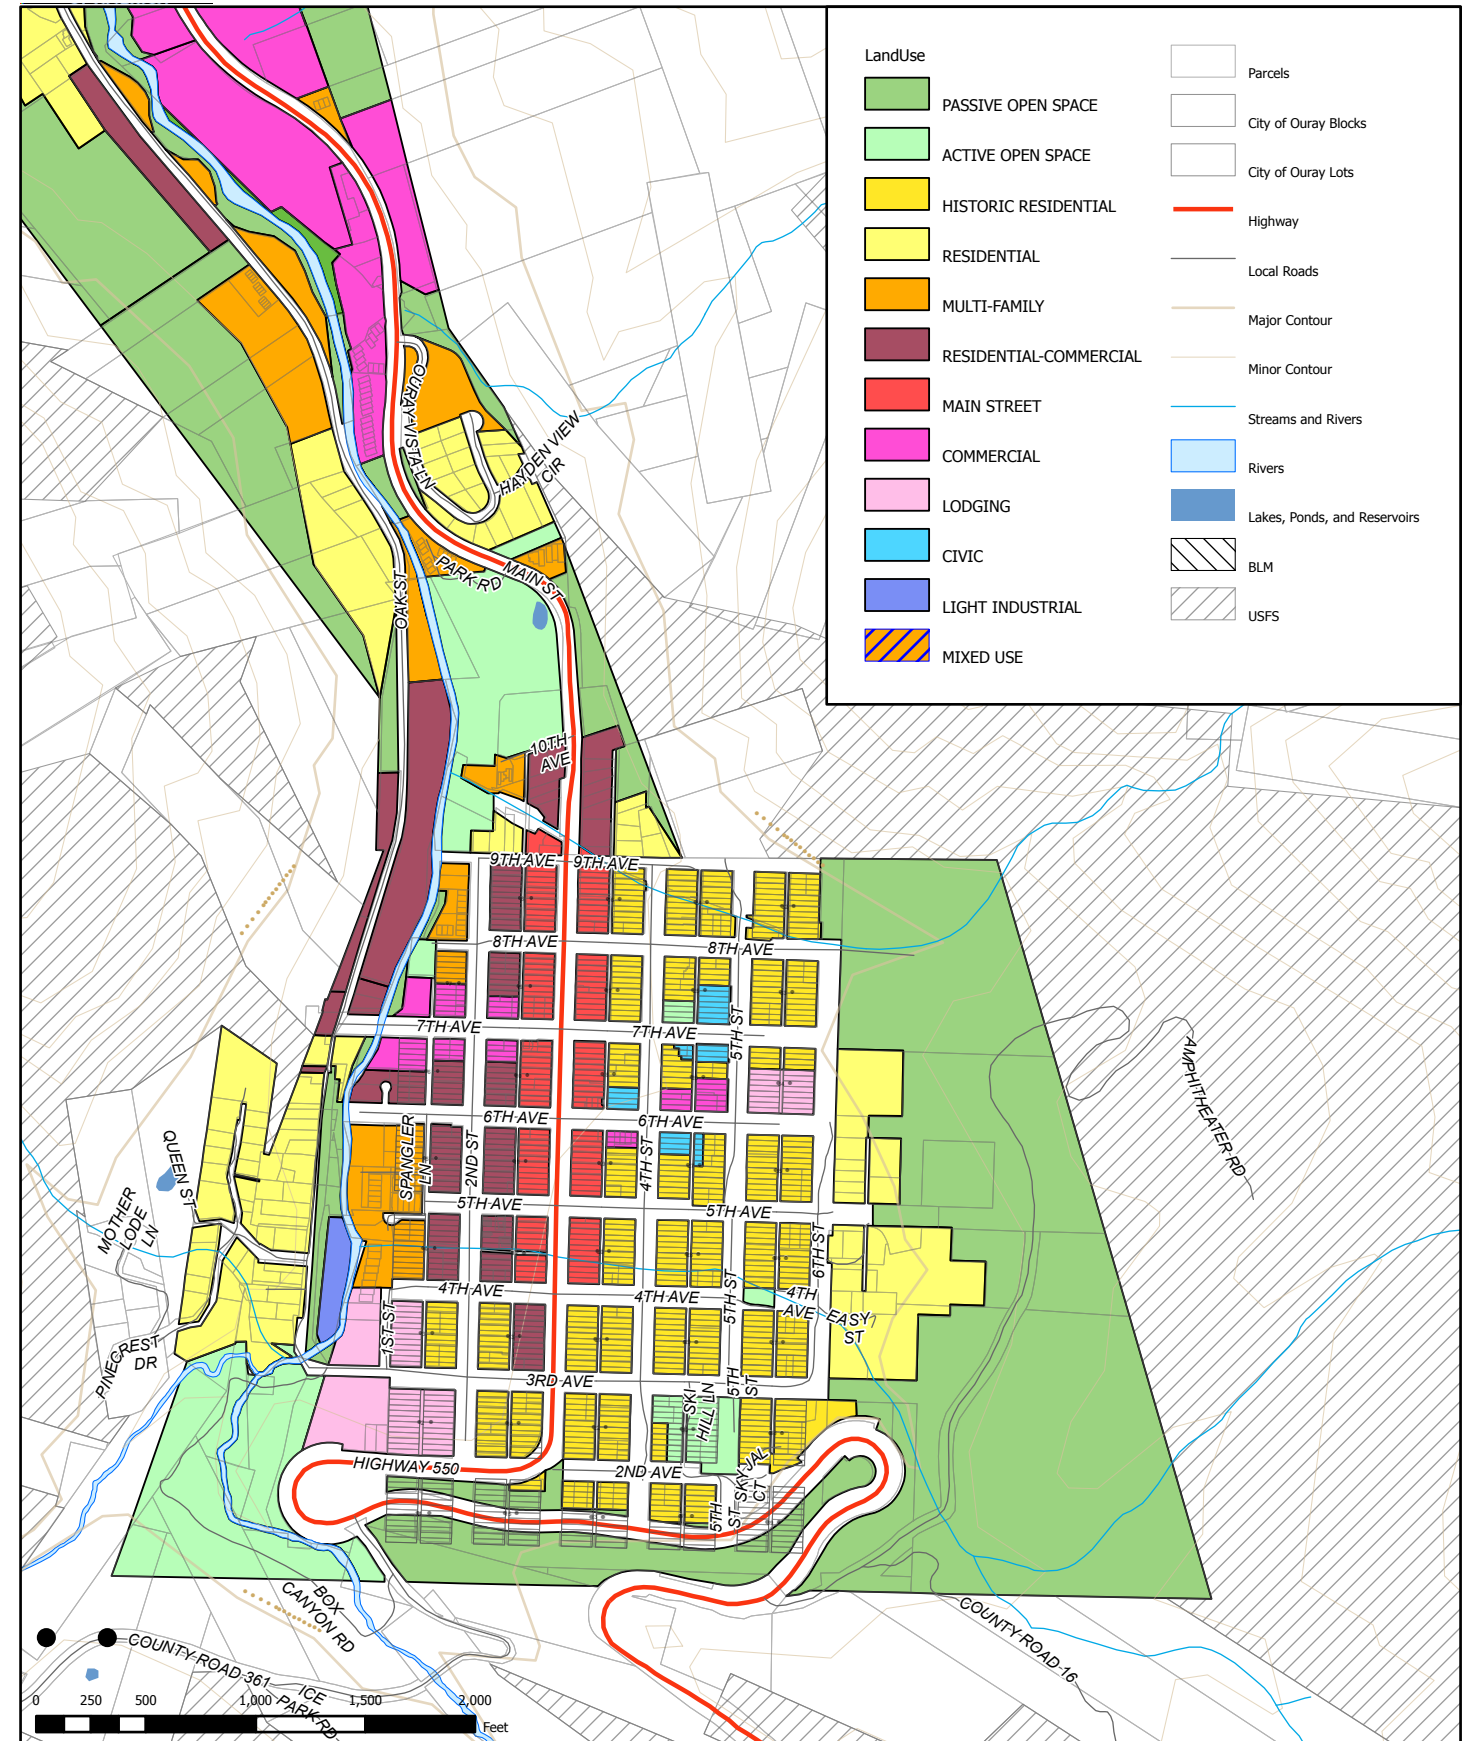 LandUse
PASSIVE OPEN SPACE
ACTIVE OPEN SPACE
HISTORIC RESIDENTIAL
RESIDENTIAL
MULTI-FAMILY
RESIDENTIAL-COMMERCIAL
MAIN STREET
COMMERCIAL
LODGING
CIVIC
LIGHT INDUSTRIAL
MIXED USE
Parcels
City of Ouray Blocks
City of Ouray Lots
Highway
Local Roads
Major Contour
Minor Contour
Streams and Rivers
Rivers
Lakes, Ponds, and Reservoirs
BLM
USFS
OURAY VISTA LN
HAYDEN VIEW
CIR
OAK ST
PARK RD
MAIN ST
10TH
AVE
9TH AVE
9TH AVE
8TH AVE
8TH AVE
7TH AVE
7TH AVE
5TH ST
6TH AVE
6TH AVE
SPANGLER
LN
2ND ST
4TH ST
5TH AVE
5TH AVE
6TH ST
QUEEN ST
MOTHER
LODE
LN
AMPHITHEATER RD
4TH AVE
4TH AVE
5TH ST
4TH
AVE
EASY
ST
1ST ST
PINECREST
DR
3RD AVE
5TH
ST
SKI
HILL LN
HIGHWAY 550
2ND AVE
SKYJAL
CT
5TH
ST
BOX
CANYON RD
COUNTY ROAD 16
COUNTY ROAD 361
ICE
PARK RD
0
250
500
1,000
1,500
2,000
Feet